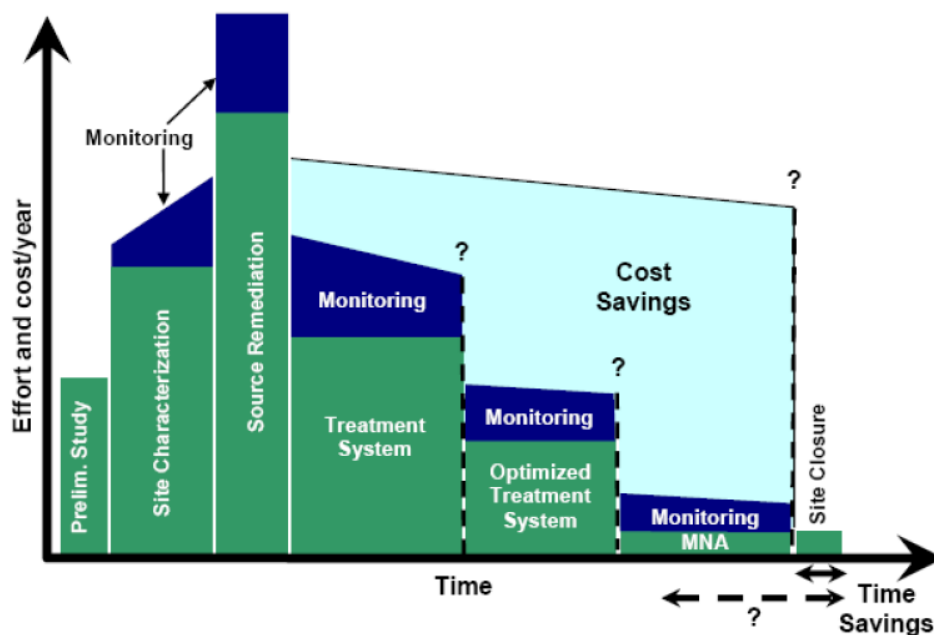 Effort and cost/year
Monitoring
Prelim. Study
Site Characterization
Source Remediation
Monitoring
Treatment
System
?
Monitoring
Optimized
Treatment
System
?
Cost
Savings
Monitoring
MNA
?
Site Closure
Time
?
Time
Savings